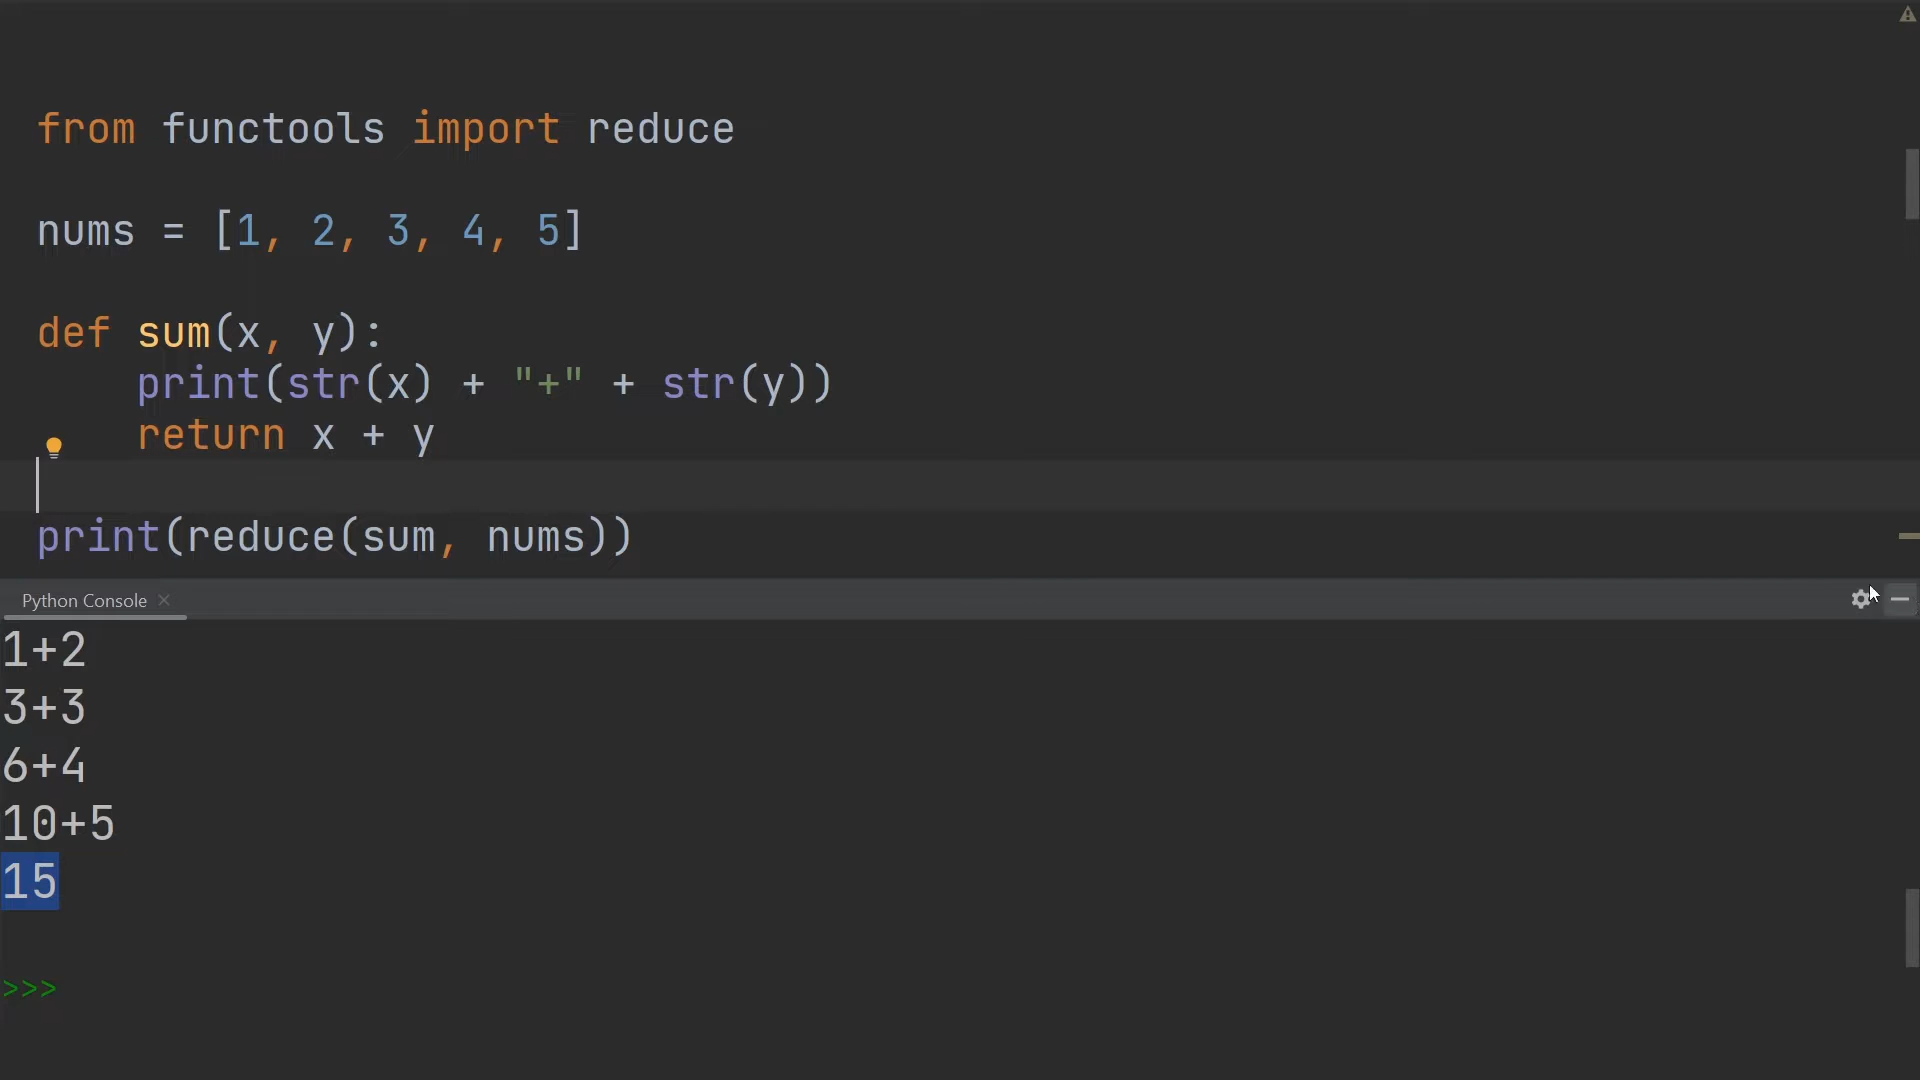 from functools import reduce
nums = [1, 2, 3, 4, 5]
def sum(x, y):
    print(str(x) + "+" + str(y))
    return x + y
print(reduce(sum, nums))
Python Console
1+2
3+3
6+4
10+5
15
>>>